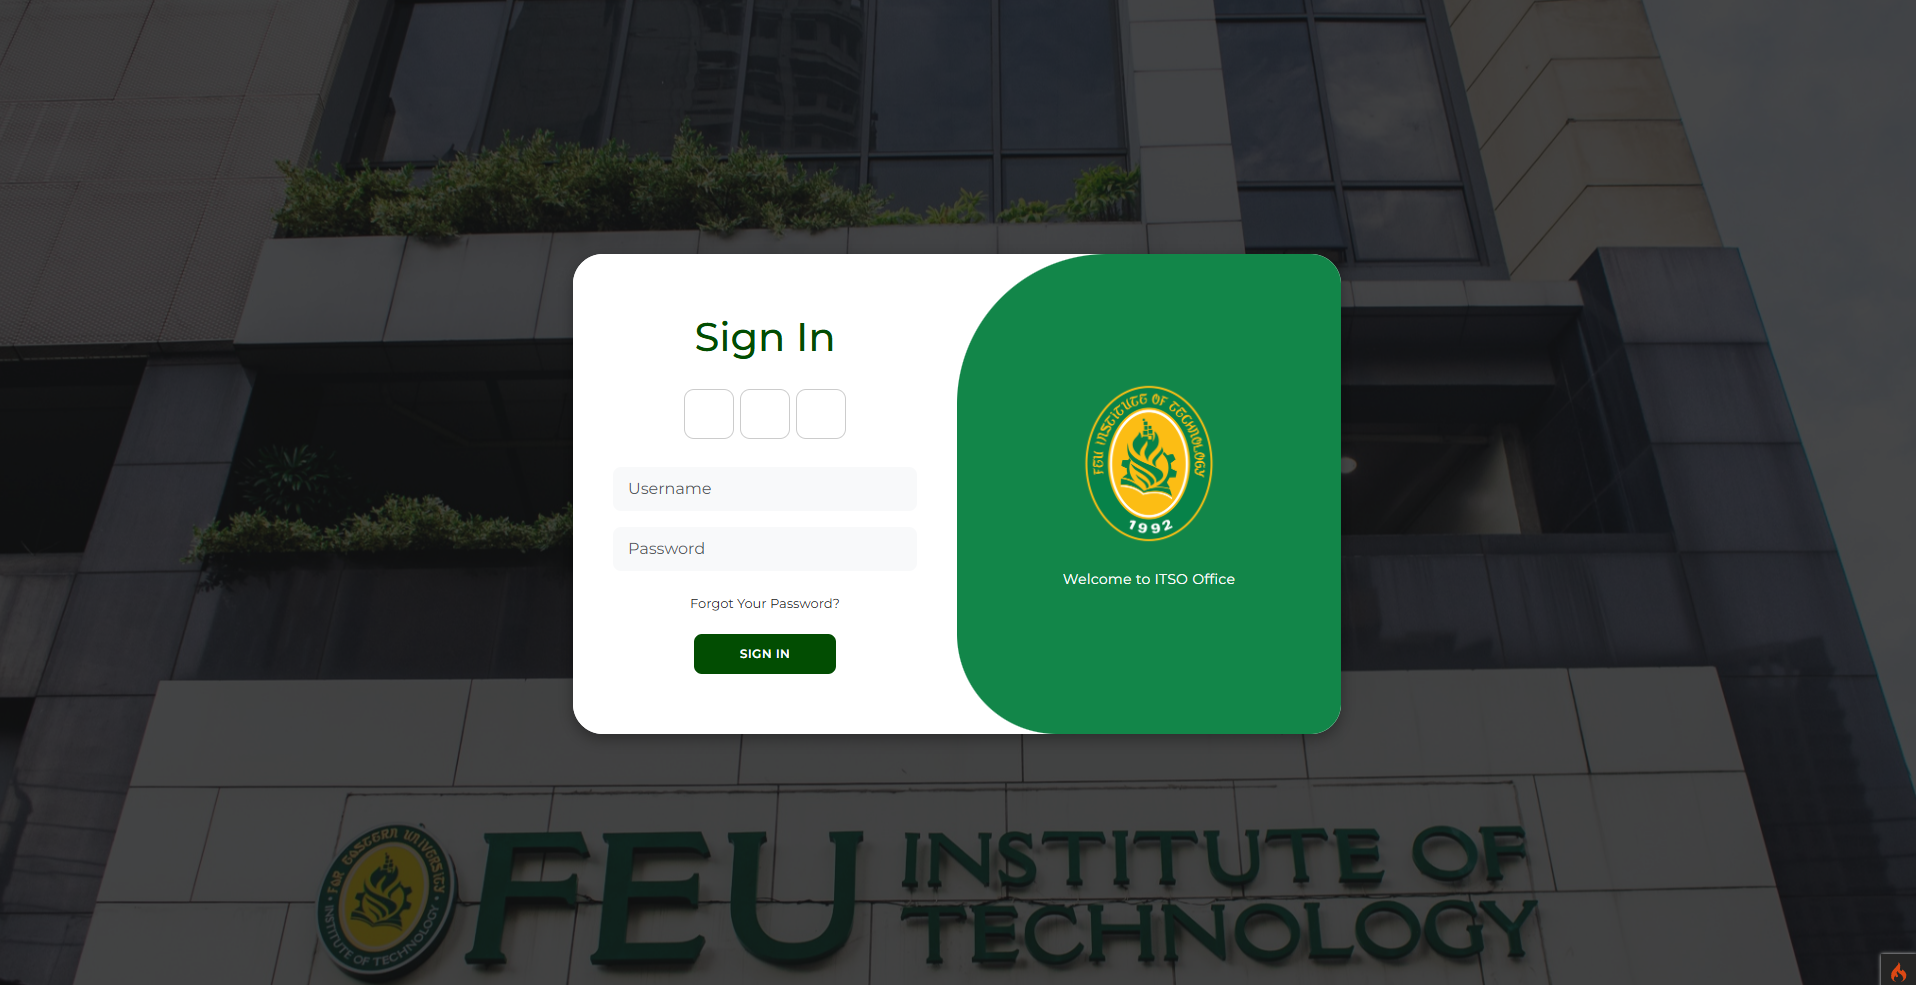 Sign In
Username
Password
Forgot Your Password?
SIGN IN
FEU INSTITUTE OF TECHNOLOGY
1992
Welcome to ITSO Office
FAR EASTERN UNIVERSITY
INSTITUTE OF TECHNOLOGY
FEU INSTITUTE OF
TECHNOLOGY